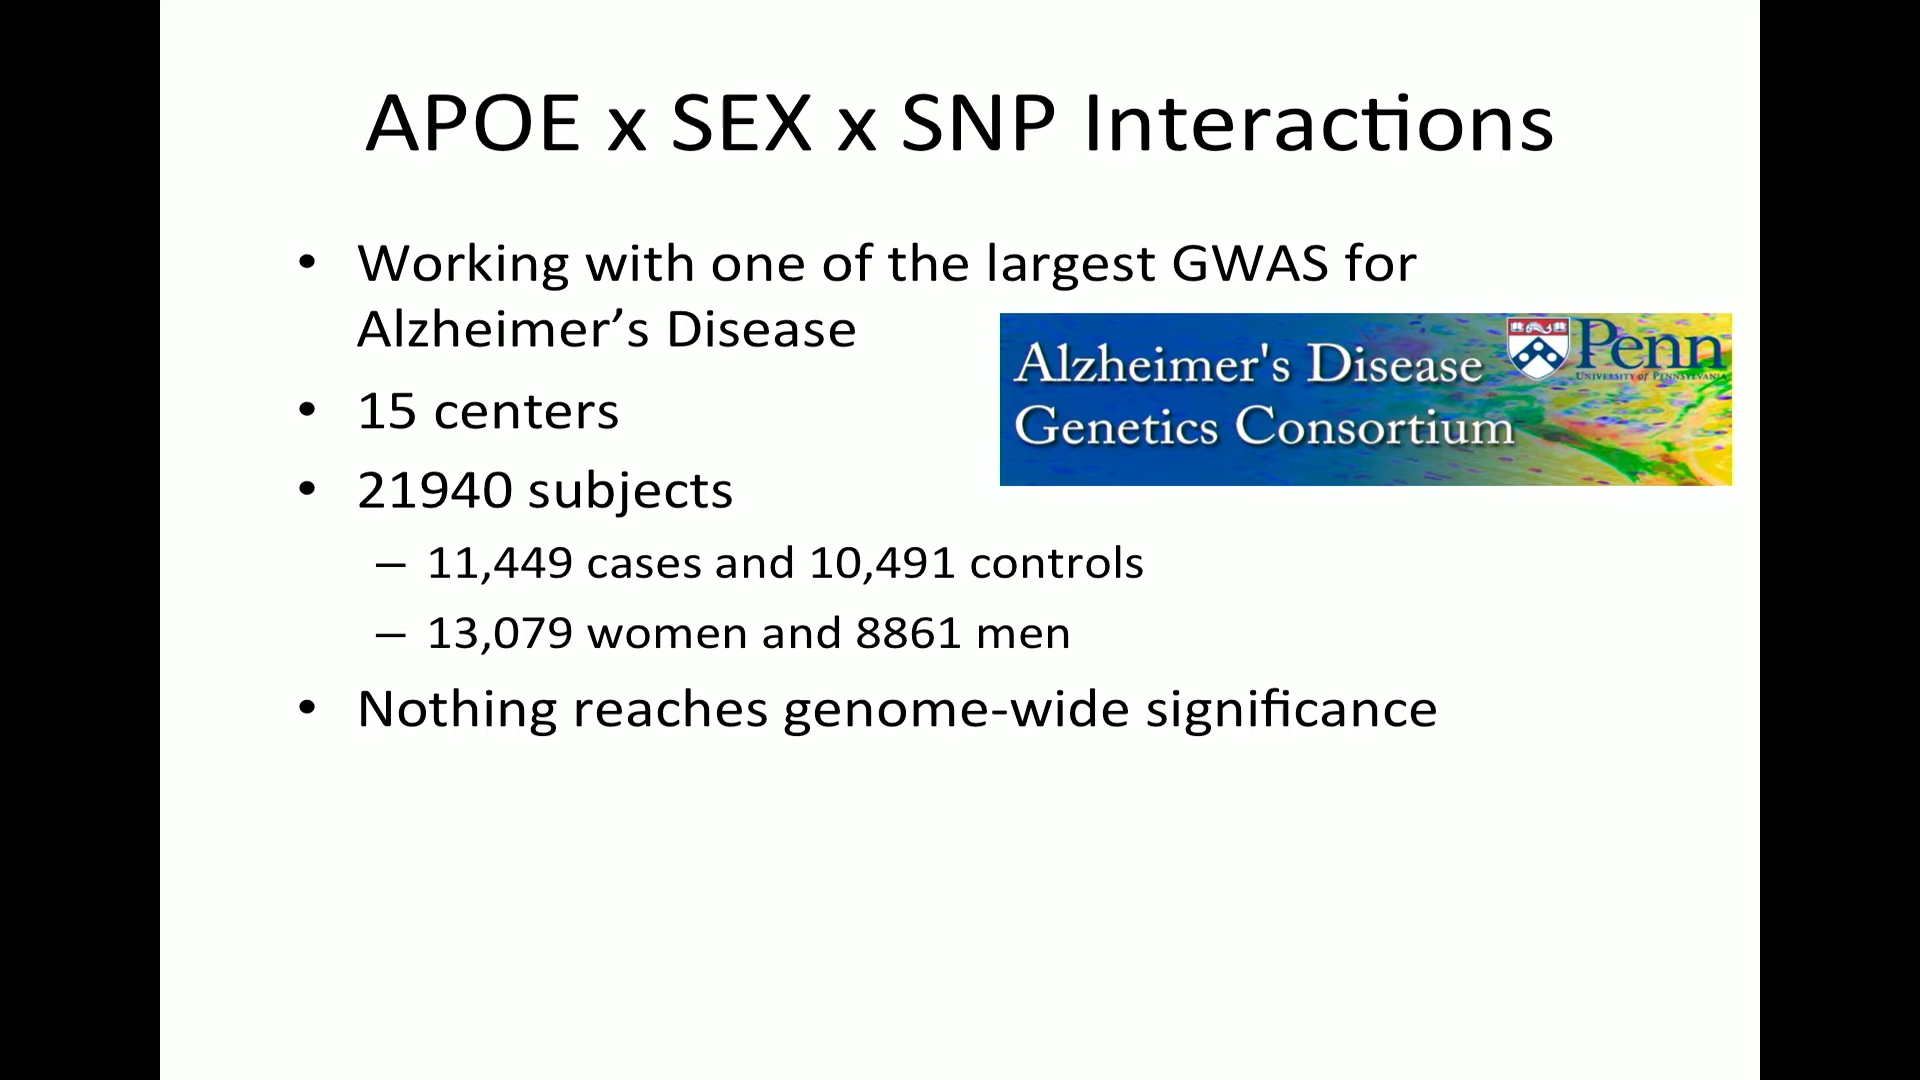 APOE x SEX x SNP Interactions
• Working with one of the largest GWAS for
Alzheimer’s Disease
Alzheimer's Disease
Genetics Consortium
Penn
UNIVERSITY of PENNSYLVANIA
• 15 centers
• 21940 subjects
– 11,449 cases and 10,491 controls
– 13,079 women and 8861 men
• Nothing reaches genome-wide significance